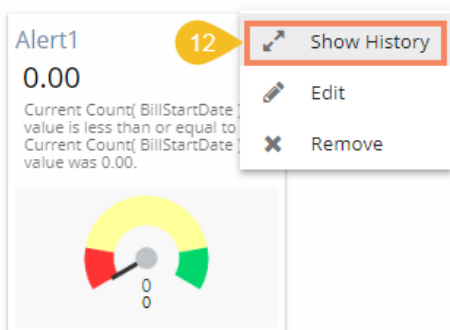 Alert1
12
Show History
0.00
Edit
Current Count( BillStartDate )
value is less than or equal to
Current Count( BillStartDate )
Remove
value was 0.00.
0
0